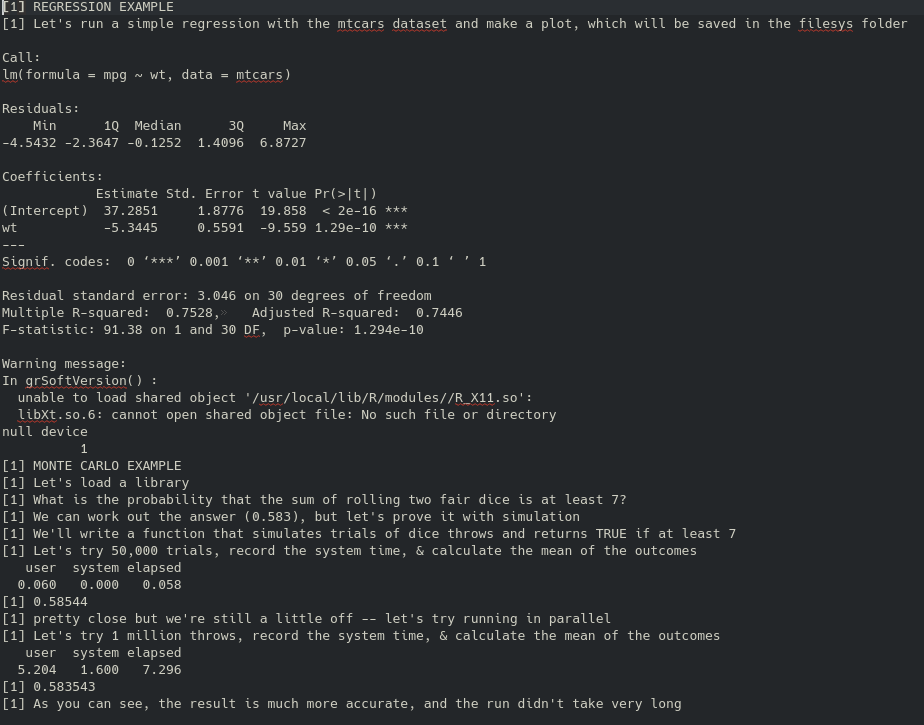 [1] REGRESSION EXAMPLE
[1] Let's run a simple regression with the mtcars dataset and make a plot, which will be saved in the filesys folder

Call:
lm(formula = mpg ~ wt, data = mtcars)

Residuals:
    Min      1Q  Median      3Q     Max
-4.5432 -2.3647 -0.1252  1.4096  6.8727

Coefficients:
            Estimate Std. Error t value Pr(>|t|)
(Intercept)  37.2851     1.8776  19.858  < 2e-16 ***
wt           -5.3445     0.5591  -9.559 1.29e-10 ***
---
Signif. codes:  0 ‘***’ 0.001 ‘**’ 0.01 ‘*’ 0.05 ‘.’ 0.1 ‘ ’ 1

Residual standard error: 3.046 on 30 degrees of freedom
Multiple R-squared:  0.7528,»   Adjusted R-squared:  0.7446
F-statistic: 91.38 on 1 and 30 DF,  p-value: 1.294e-10

Warning message:
In grSoftVersion() :
  unable to load shared object '/usr/local/lib/R/modules//R_X11.so':
  libXt.so.6: cannot open shared object file: No such file or directory
null device
          1
[1] MONTE CARLO EXAMPLE
[1] Let's load a library
[1] What is the probability that the sum of rolling two fair dice is at least 7?
[1] We can work out the answer (0.583), but let's prove it with simulation
[1] We'll write a function that simulates trials of dice throws and returns TRUE if at least 7
[1] Let's try 50,000 trials, record the system time, & calculate the mean of the outcomes
   user  system elapsed
  0.060   0.000   0.058
[1] 0.58544
[1] pretty close but we're still a little off -- let's try running in parallel
[1] Let's try 1 million throws, record the system time, & calculate the mean of the outcomes
   user  system elapsed
  5.204   1.600   7.296
[1] 0.583543
[1] As you can see, the result is much more accurate, and the run didn't take very long